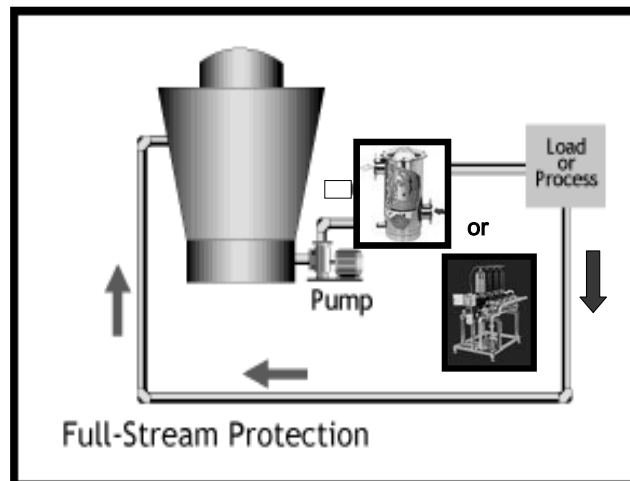 Load
or
Process
or
Pump
Full-Stream Protection